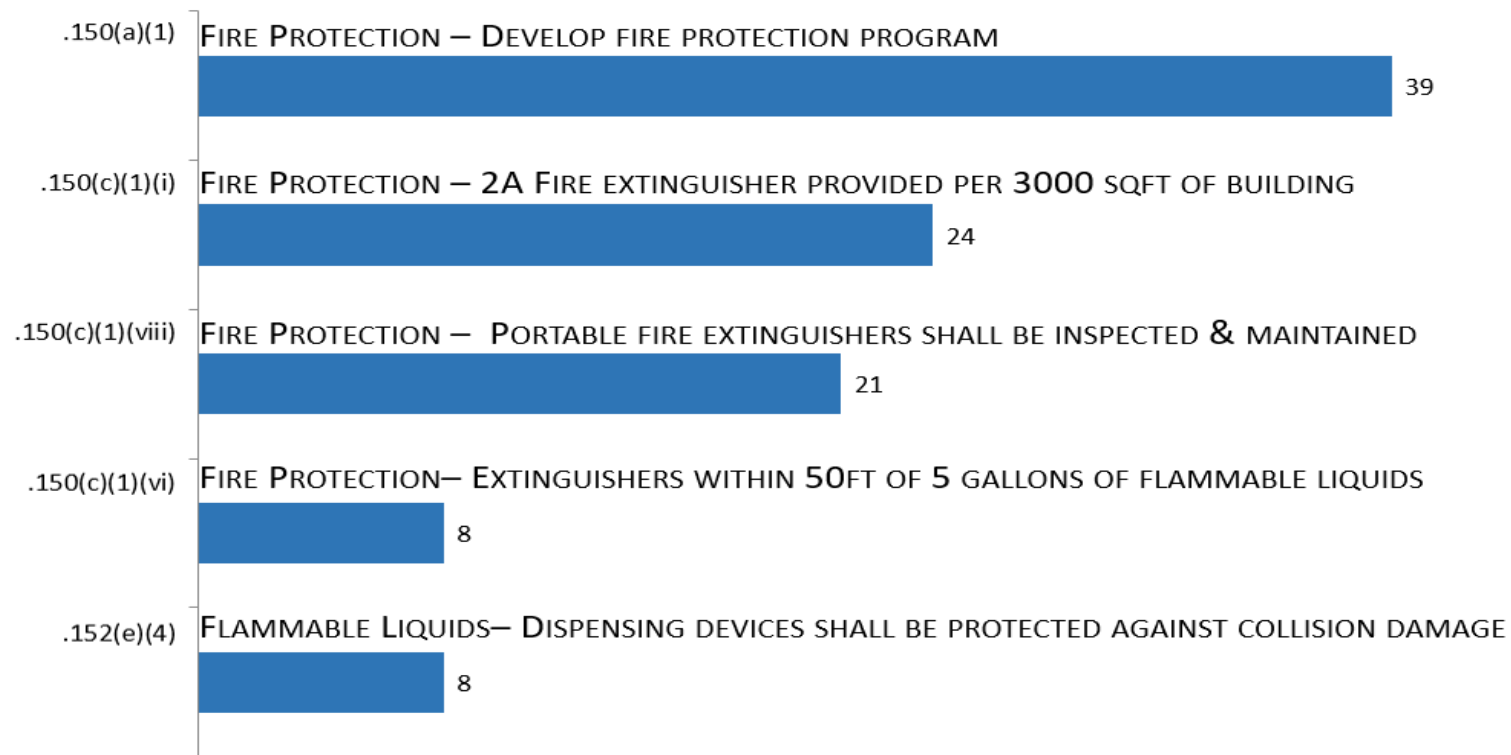 .150(a)(1) Fire Protection – Develop fire protection program
39
.150(c)(1)(i) Fire Protection – 2A Fire extinguisher provided per 3000 sqft of building
24
.150(c)(1)(viii) Fire Protection – Portable fire extinguishers shall be inspected & maintained
21
.150(c)(1)(vi) Fire Protection– Extinguishers within 50ft of 5 gallons of flammable liquids
8
.152(e)(4) Flammable Liquids– Dispensing devices shall be protected against collision damage
8